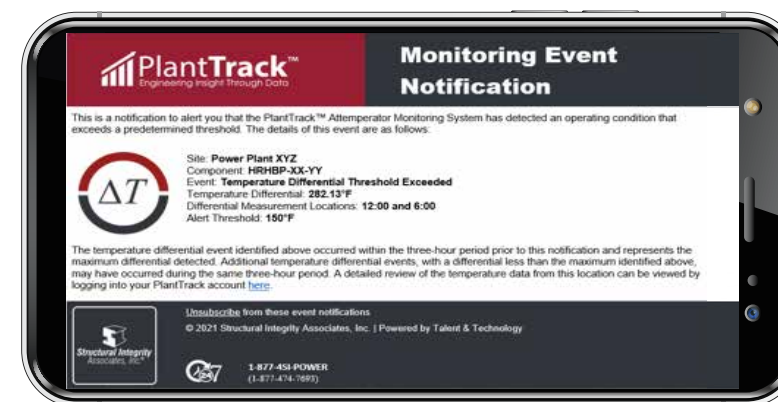 PlantTrack™
Engineering Insight Through Data
Monitoring Event
Notification
This is a notification to alert you that the PlantTrack™ Attemperator Monitoring System has detected an operating condition that
exceeds a predetermined threshold. The details of this event are as follows:
ΔT
Site: Power Plant XYZ
Component: HRHBP-XX-YY
Event: Temperature Differential Threshold Exceeded
Temperature Differential: 282.13°F
Differential Measurement Locations: 12:00 and 6:00
Alert Threshold: 150°F
The temperature differential event identified above occurred within the three-hour period prior to this notification and represents the
maximum differential detected. Additional temperature differential events, with a differential less than the maximum identified above,
may have occurred during the same three-hour period. A detailed review of the temperature data from this location can be viewed by
logging into your PlantTrack account here.
Structural Integrity
Associates, Inc.®
Unsubscribe from these event notifications
© 2021 Structural Integrity Associates, Inc. | Powered by Talent & Technology
24/7
1-877-4SI-POWER
(1-877-474-7693)